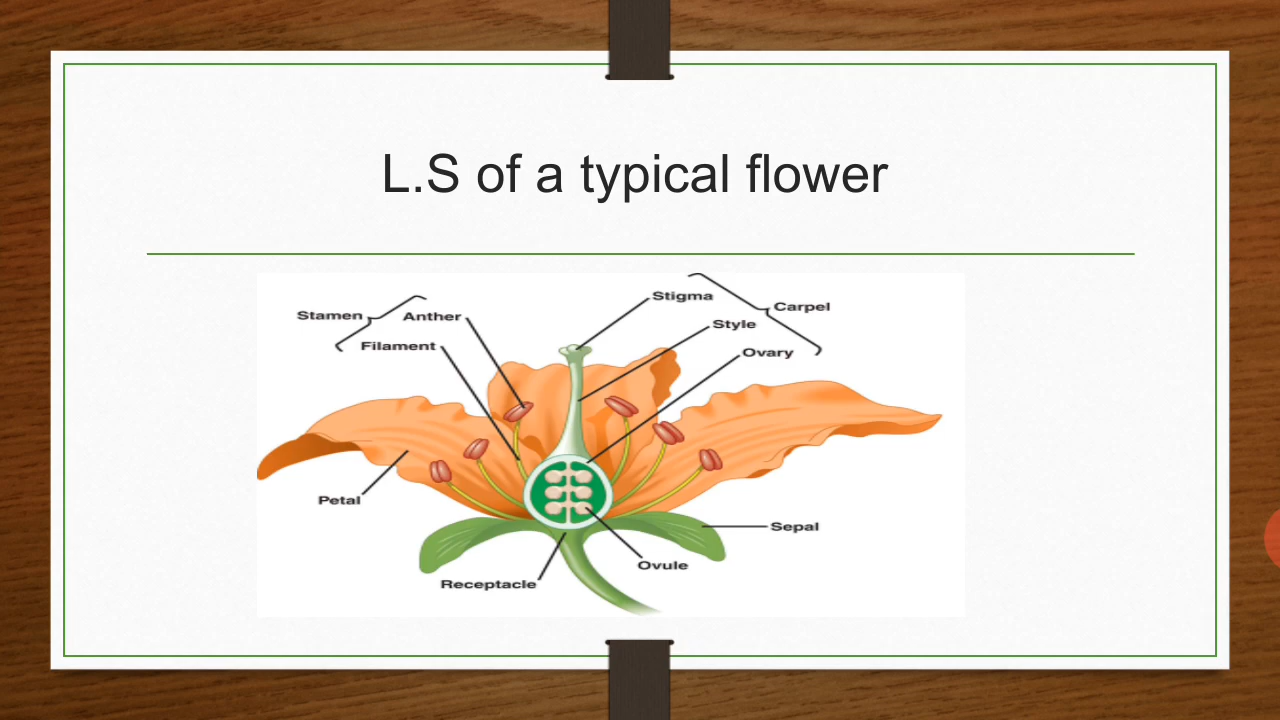 L.S of a typical flower
Stigma
Carpel
Stamen
Anther
Style
Filament
Ovary
Petal
Sepal
Ovule
Receptacle